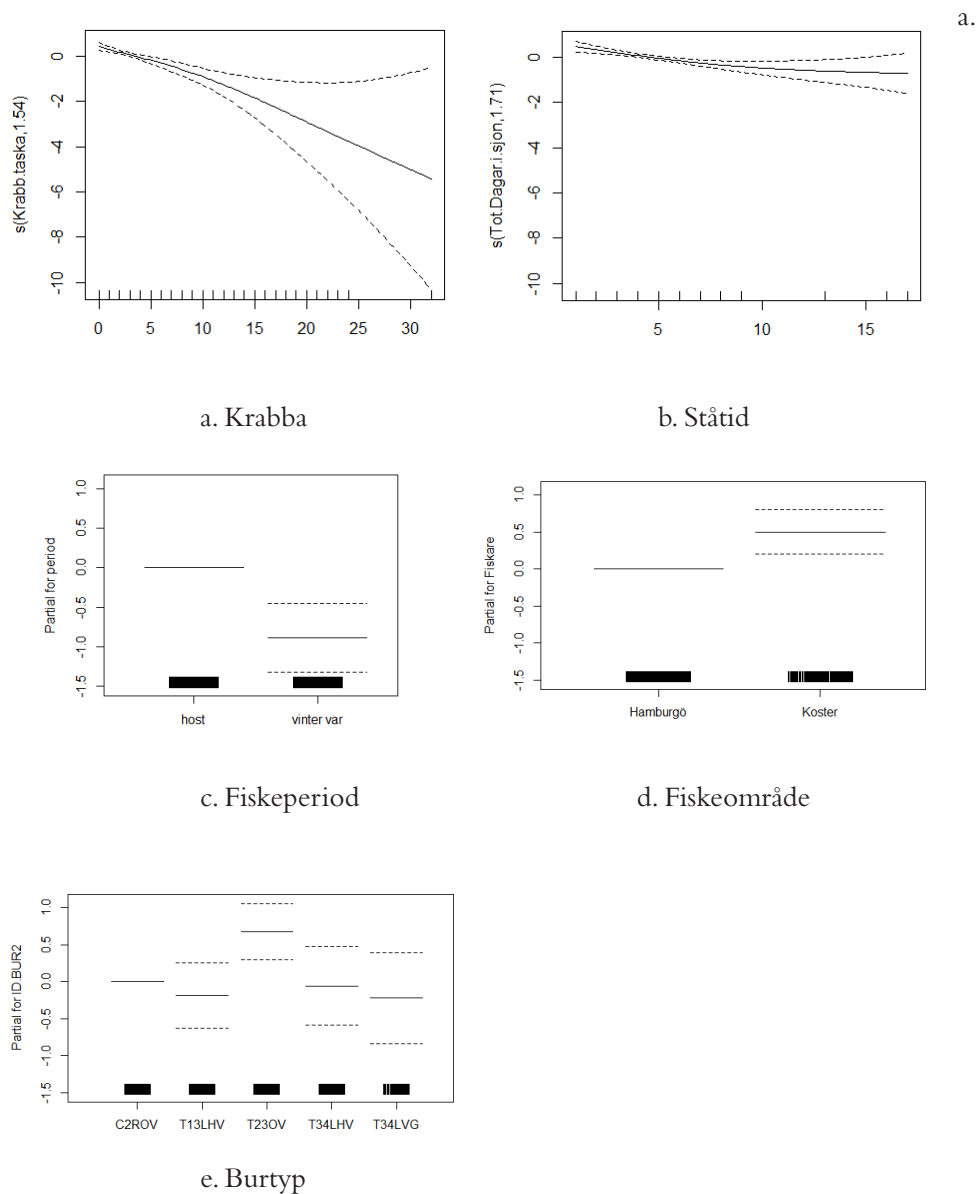 a.
s(Krabb.taska,1.54)
0
-2
-4
-6
-8
-10
0 5 10 15 20 25 30
s(Tot.Dagar.i.sjon,1.71)
0
-2
-4
-6
-8
-10
5 10 15
a. Krabba
b. Ståtid
Partial for period
1.0
0.5
0.0
-0.5
-1.0
-1.5
host vinter var
Partial for Fiskare
1.0
0.5
0.0
-0.5
-1.0
-1.5
Hamburgö Koster
c. Fiskeperiod
d. Fiskeområde
Partial for ID.BUR2
1.0
0.5
0.0
-0.5
-1.0
-1.5
C2ROV T13LHV T23OV T34LHV T34LVG
e. Burtyp